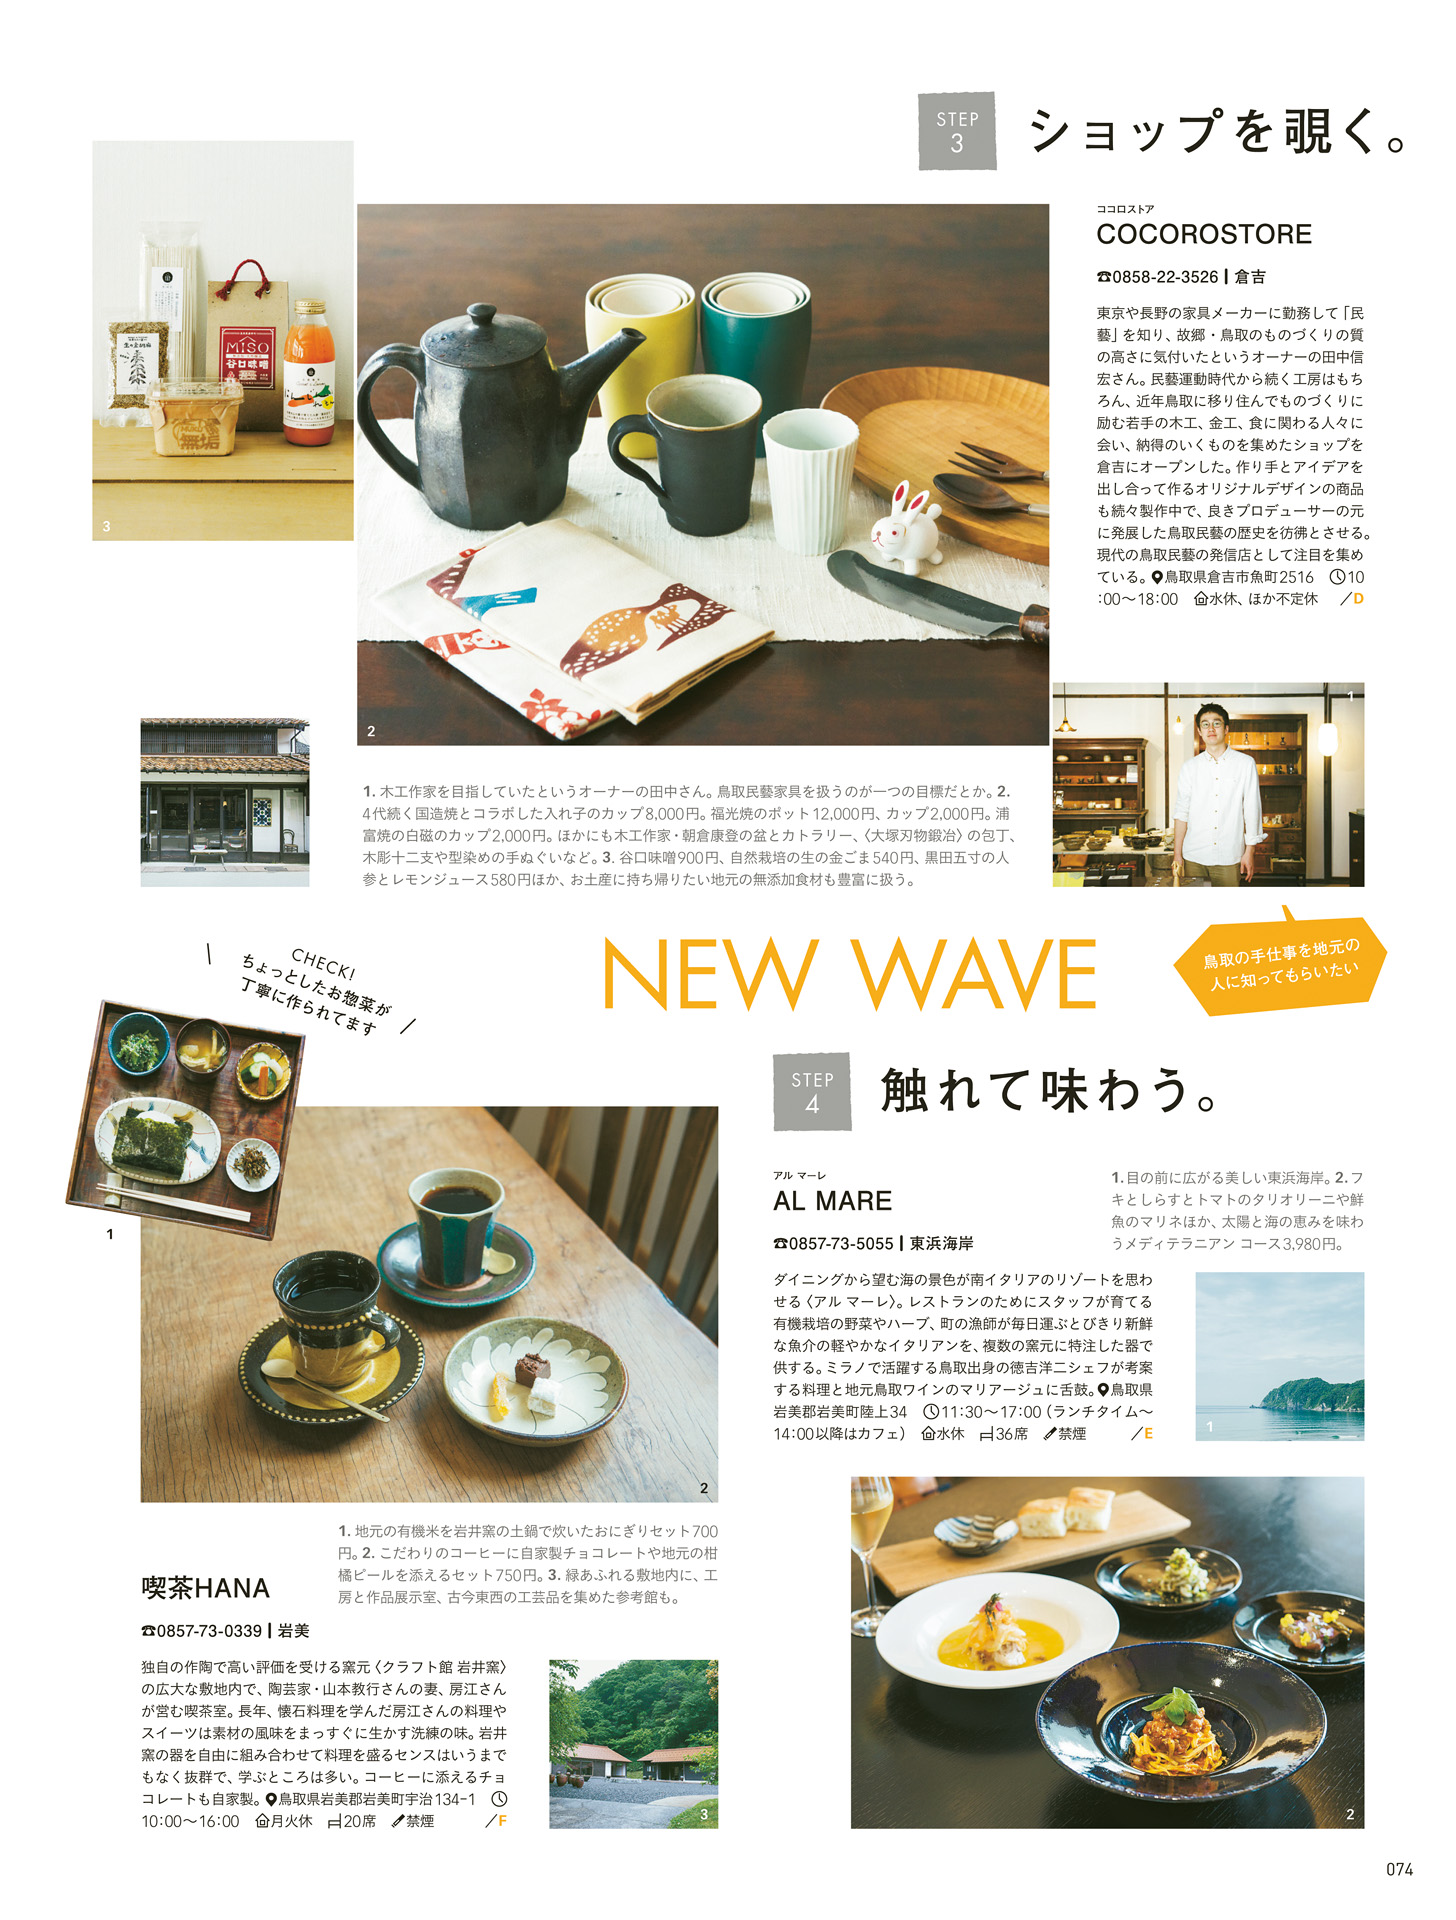 STEP
3
ショップを覗く。
ココロストア
COCOROSTORE
☎0858-22-3526 | 倉吉
東京や長野の家具メーカーに勤務して「民
藝」を知り、故郷・鳥取のものづくりの質
の高さに気付いたというオーナーの田中信
宏さん。民藝運動時代から続く工房はもち
ろん、近年鳥取に移り住んでものづくりに
励む若手の木工、金工、食に関わる人々に
会い、納得のいくものを集めたショップを
倉吉にオープンした。作り手とアイデアを
出し合って作るオリジナルデザインの商品
も続々製作中で、良きプロデューサーの元
に発展した鳥取民藝の歴史を彷彿とさせる。
現代の鳥取民藝の発信店として注目を集め
ている。鳥取県倉吉市魚町2516 10
:00〜18:00 水休、ほか不定休 ／D
MISO
谷口味噌
無垢
3
2
1
1. 木工作家を目指していたというオーナーの田中さん。鳥取民藝家具を扱うのが一つの目標だとか。2.
4代続く国造焼とコラボした入れ子のカップ8,000円。福光焼のポット12,000円、カップ2,000円。浦
富焼の白磁のカップ2,000円。ほかにも木工作家・朝倉康登の盆とカトラリー、〈大塚刃物鍛冶〉の包丁、
木彫十二支や型染めの手ぬぐいなど。3. 谷口味噌900円、自然栽培の生の金ごま540円、黒田五寸の人
参とレモンジュース580円ほか、お土産に持ち帰りたい地元の無添加食材も豊富に扱う。
NEW WAVE
鳥取の手仕事を地元の
人に知ってもらいたい
CHECK!
ちょっとしたお惣菜が
丁寧に作られてます
1
2
STEP
4
触れて味わう。
アル マーレ
AL MARE
☎0857-73-5055 | 東浜海岸
ダイニングから望む海の景色が南イタリアのリゾートを思わ
せる〈アル マーレ〉。レストランのためにスタッフが育てる
有機栽培の野菜やハーブ、町の漁師が毎日運ぶとびきり新鮮
な魚介の軽やかなイタリアンを、複数の窯元に特注した器で
供する。ミラノで活躍する鳥取出身の徳吉洋二シェフが考案
する料理と地元鳥取ワインのマリアージュに舌鼓。鳥取県
岩美郡岩美町陸上34 11:30〜17:00（ランチタイム〜
14:00以降はカフェ） 水休 36席 禁煙 ／E
1. 目の前に広がる美しい東浜海岸。2. フ
キとしらすとトマトのタリオリーニや鮮
魚のマリネほか、太陽と海の恵みを味わ
うメディテラニアン コース3,980円。
1
2
1. 地元の有機米を岩井窯の土鍋で炊いたおにぎりセット700
円。2. こだわりのコーヒーに自家製チョコレートや地元の柑
橘ピールを添えるセット750円。3. 緑あふれる敷地内に、工
房と作品展示室、古今東西の工芸品を集めた参考館も。
喫茶HANA
☎0857-73-0339 | 岩美
独自の作陶で高い評価を受ける窯元〈クラフト館 岩井窯〉
の広大な敷地内で、陶芸家・山本教行さんの妻、房江さん
が営む喫茶室。長年、懐石料理を学んだ房江さんの料理や
スイーツは素材の風味をまっすぐに生かす洗練の味。岩井
窯の器を自由に組み合わせて料理を盛るセンスはいうまで
もなく抜群で、学ぶところは多い。コーヒーに添えるチョ
コレートも自家製。鳥取県岩美郡岩美町宇治134-1
10:00〜16:00 月火休 20席 禁煙 ／F
3
074